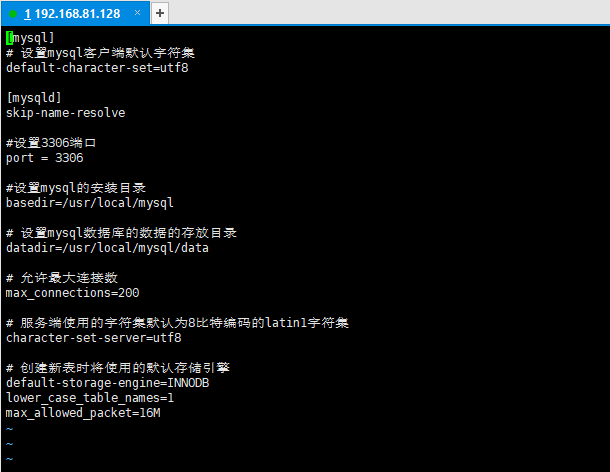 1 192.168.81.128 × +
[mysql]
# 设置mysql客户端默认字符集
default-character-set=utf8
[mysqld]
skip-name-resolve
#设置3306端口
port = 3306
#设置mysql的安装目录
basedir=/usr/local/mysql
# 设置mysql数据库的数据的存放目录
datadir=/usr/local/mysql/data
# 允许最大连接数
max_connections=200
# 服务端使用的字符集默认为8比特编码的latin1字符集
character-set-server=utf8
# 创建新表时将使用的默认存储引擎
default-storage-engine=INNODB
lower_case_table_names=1
max_allowed_packet=16M
~
~
~